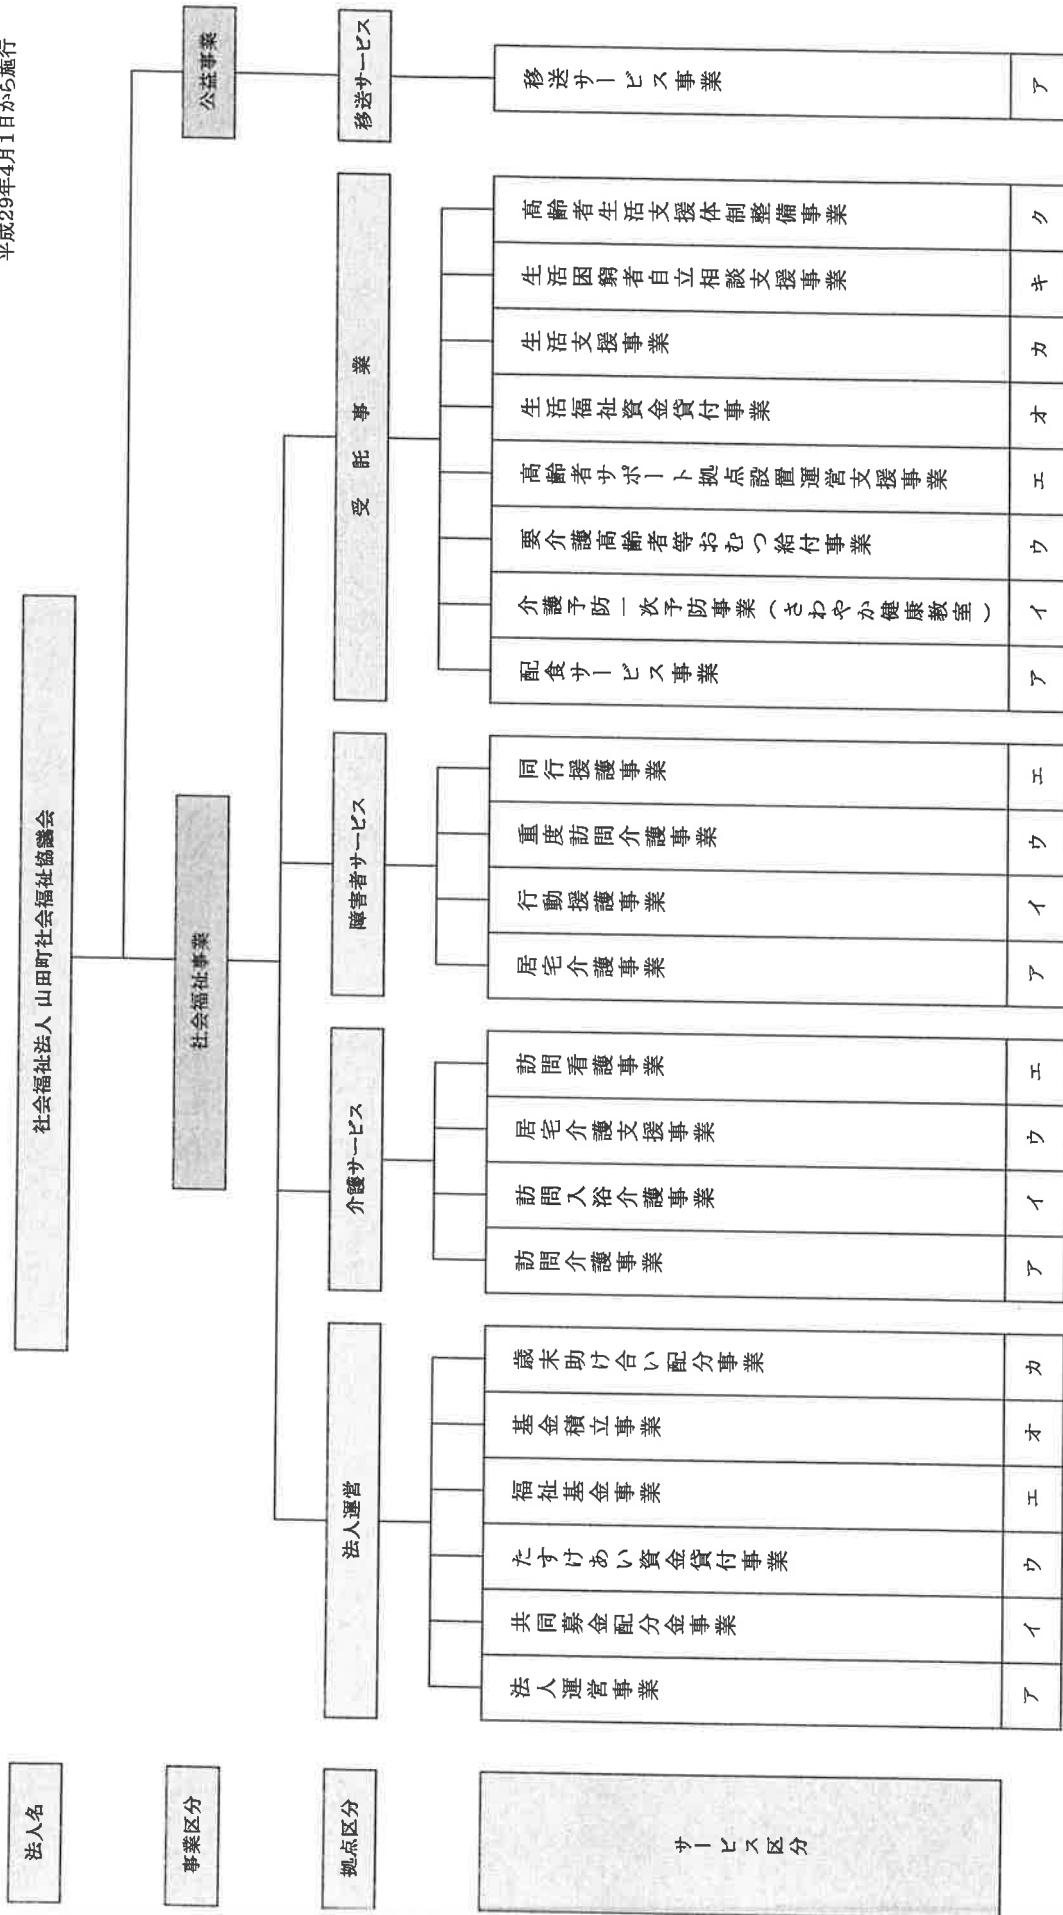 平成29年4月1日から施行
法人名
社会福祉法人 山田町社会福祉協議会
事業区分
社会福祉事業
公益事業
拠点区分
法人運営
介護サービス
障害者サービス
受託事業
移送サービス
サービス区分
法人運営事業
共同募金配分金事業
たすけあい資金貸付事業
福祉基金事業
基金積立事業
歳末助け合い配分事業
訪問介護事業
訪問入浴介護事業
居宅介護支援事業
訪問看護事業
居宅介護事業
行動援護事業
重度訪問介護事業
同行援護事業
配食サービス事業
介護予防一次予防事業(さわやか健康教室)
要介護高齢者等おむつ給付事業
高齢者サポート拠点設置運営支援事業
生活福祉資金貸付事業
生活支援事業
生活困窮者自立相談支援事業
高齢者生活支援体制整備事業
移送サービス事業
ア
イ
ウ
エ
オ
カ
ア
イ
ウ
エ
ア
イ
ウ
エ
ア
イ
ウ
エ
オ
カ
キ
ク
ア